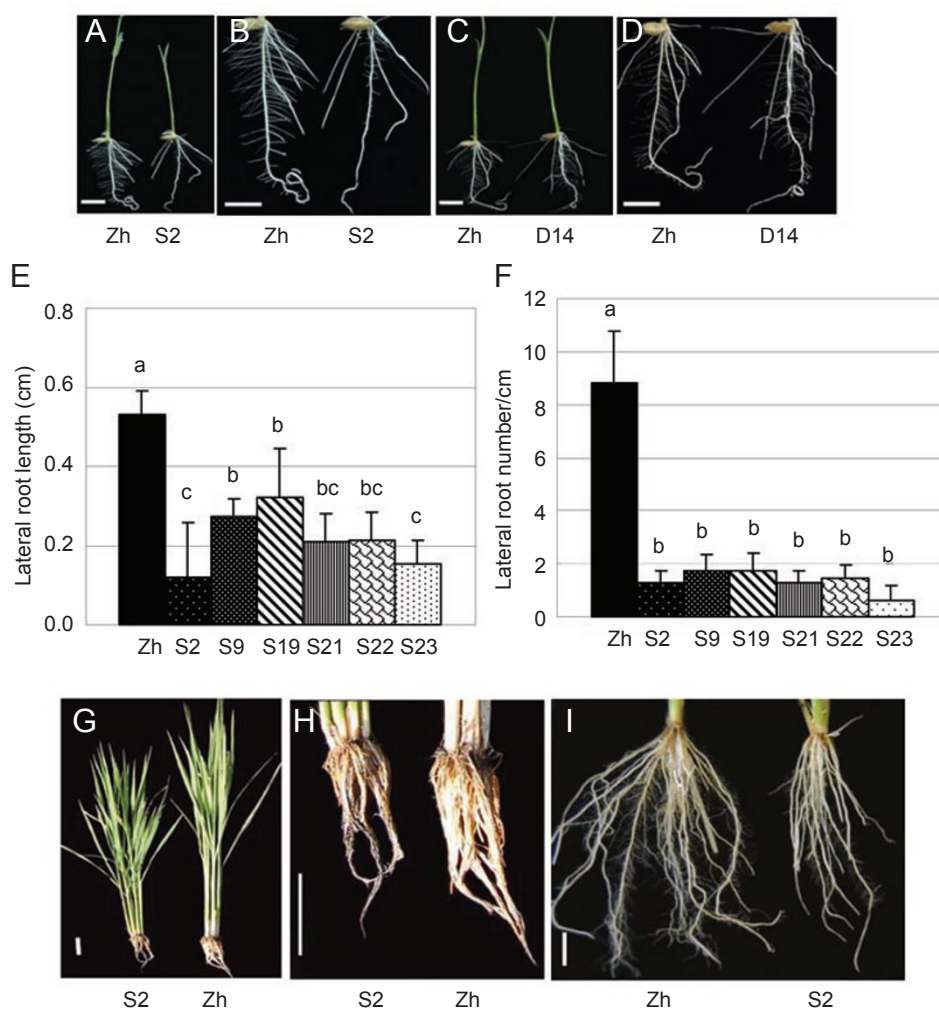 A B C D
Zh S2 Zh S2 Zh D14 Zh D14
E
0.8
0.6
0.4
0.2
0.0
Lateral root length (cm)
a
c
b
b
bc
bc
c
Zh S2 S9 S19 S21 S22 S23
F
12
10
8
6
4
2
0
Lateral root number/cm
a
b
b
b
b
b
b
Zh S2 S9 S19 S21 S22 S23
G H I
S2 Zh S2 Zh Zh S2